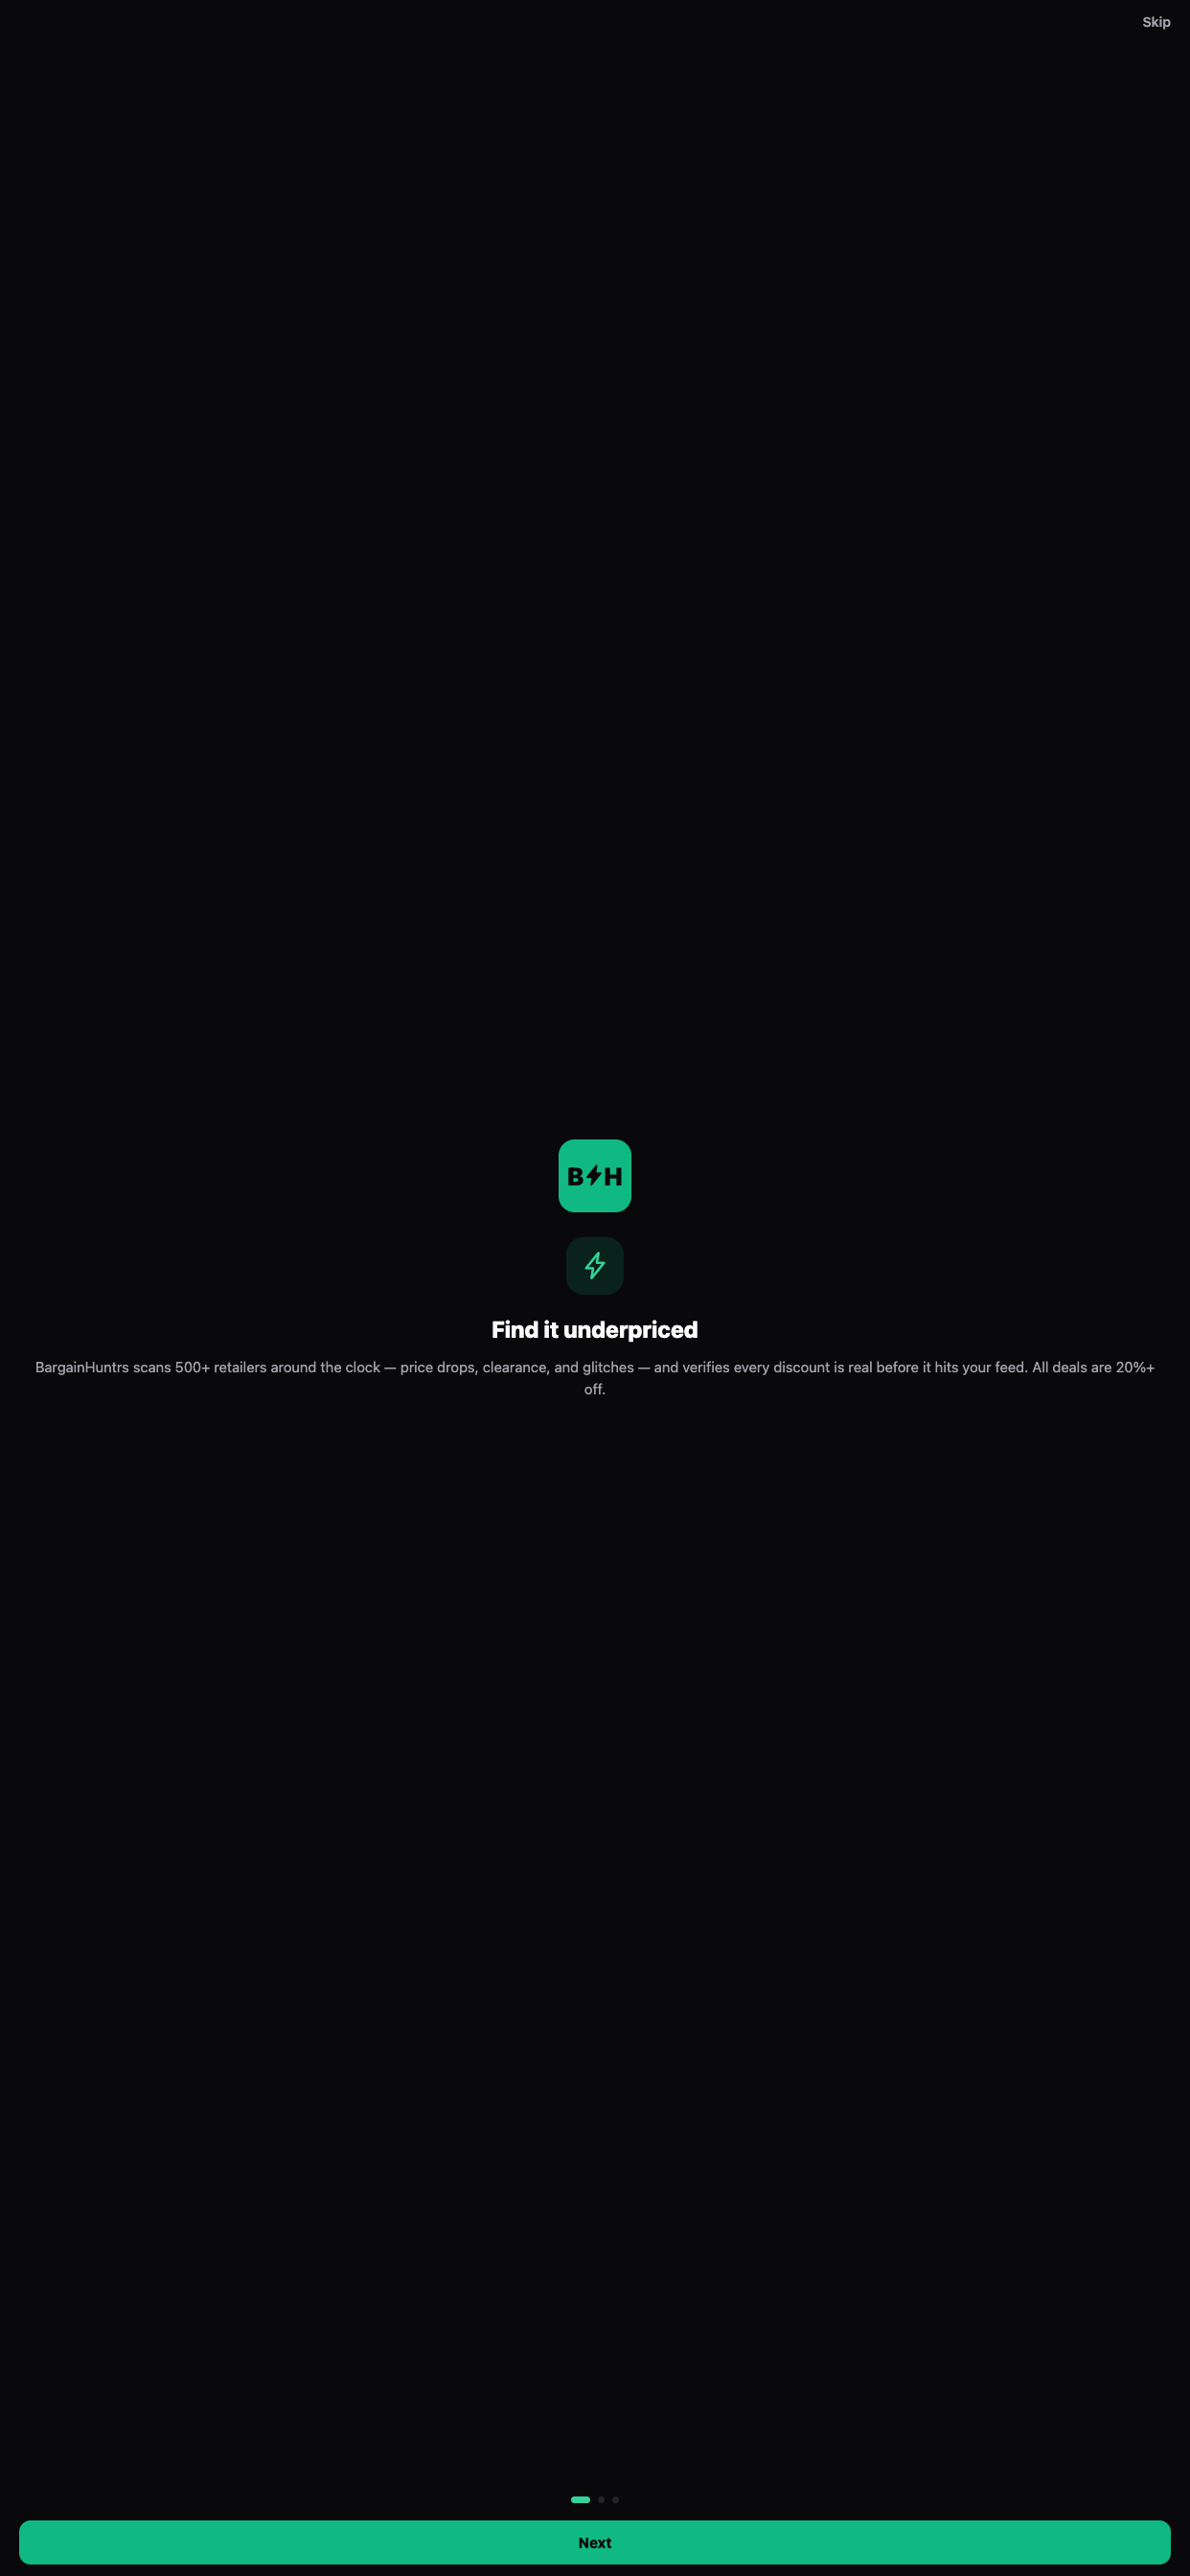 Skip
B⚡H
Find it underpriced
BargainHuntrs scans 500+ retailers around the clock — price drops, clearance, and glitches — and verifies every discount is real before it hits your feed. All deals are 20%+
off.
Next